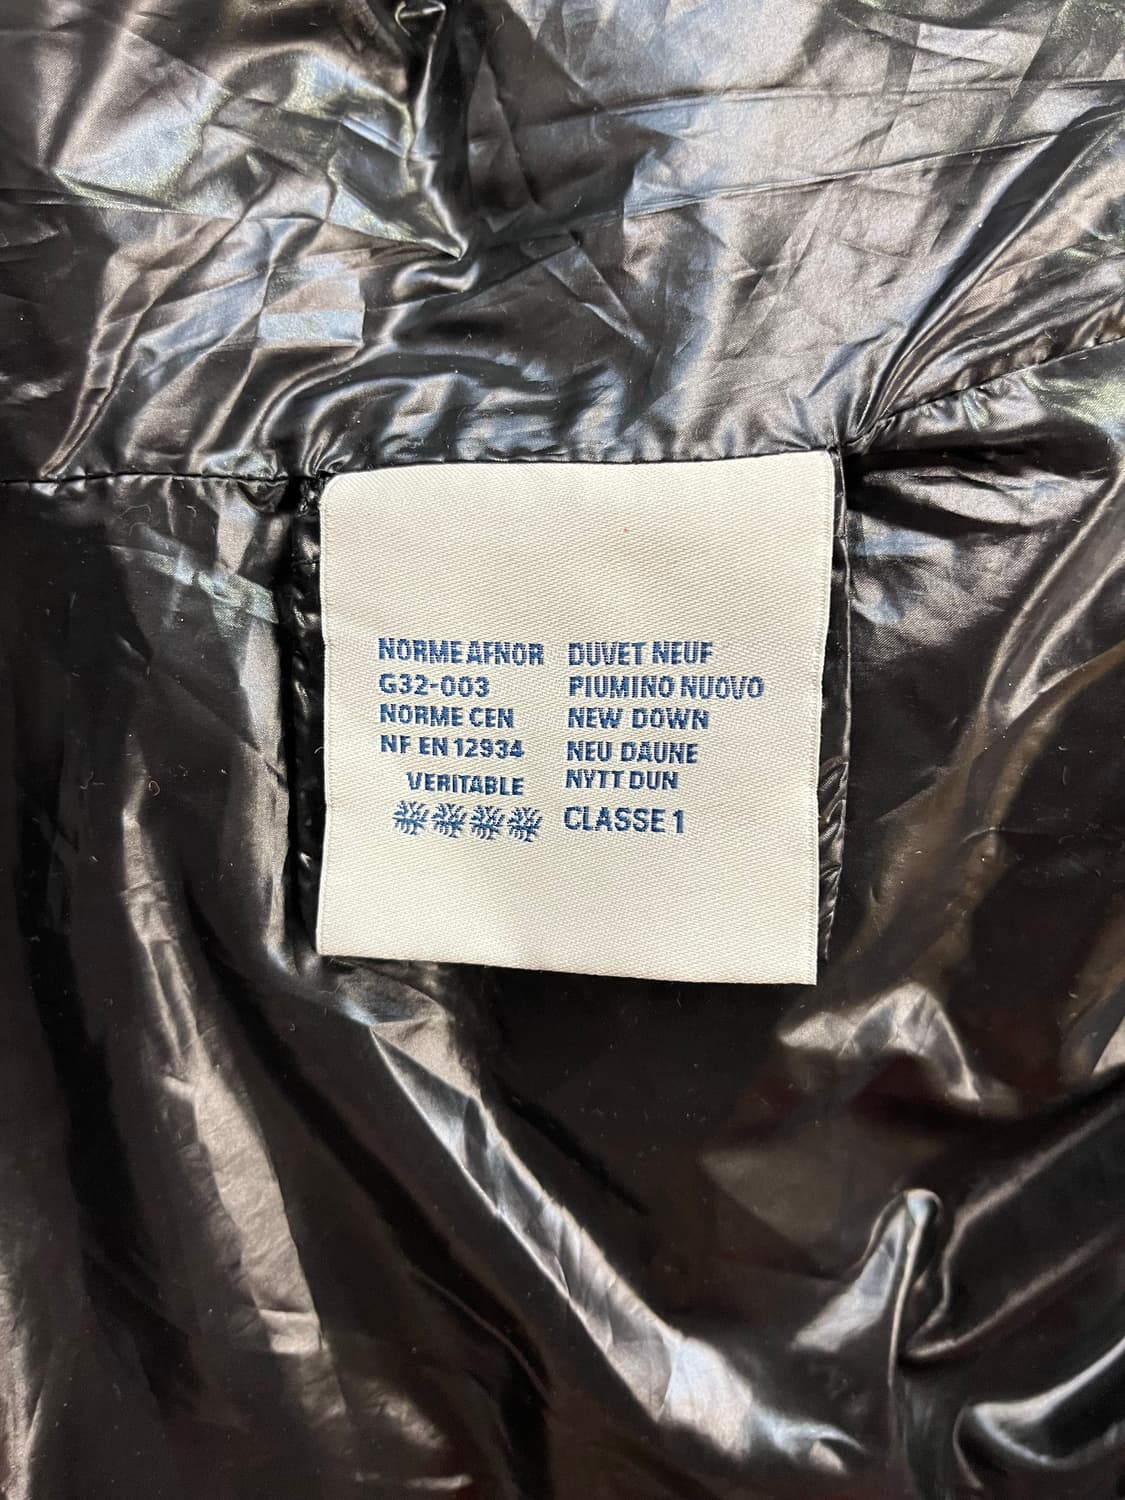 NORME AFNOR
G32-003
NORME CEN
NF EN 12934
VERITABLE
DUVET NEUF
PIUMINO NUOVO
NEW DOWN
NEU DAUNE
NYTT DUN
CLASSE 1